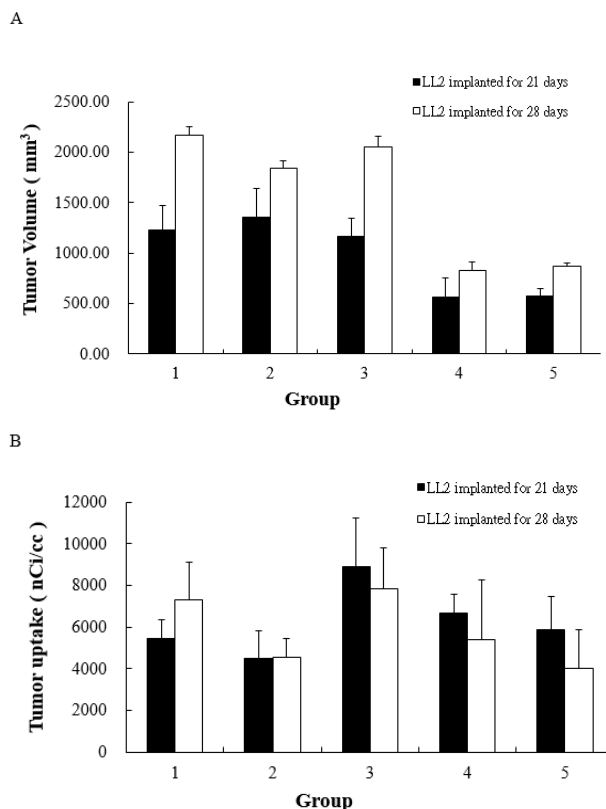 A
LL2 implanted for 21 days
LL2 implanted for 28 days
2500.00
2000.00
1500.00
1000.00
500.00
0.00
Tumor Volume ( mm³ )
1 2 3 4 5
Group
B
LL2 implanted for 21 days
LL2 implanted for 28 days
12000
10000
8000
6000
4000
2000
0
Tumor uptake ( nCi/cc )
1 2 3 4 5
Group